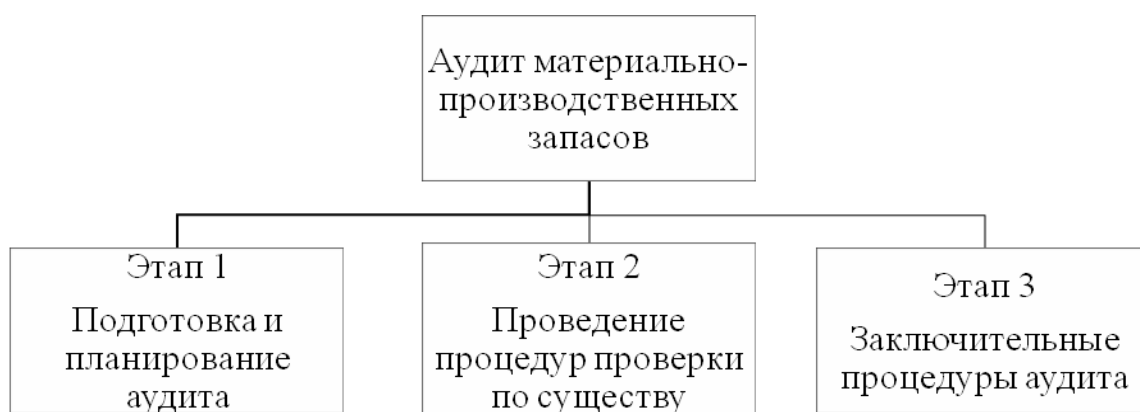 Аудит материально-
производственных
запасов
Этап 1
Подготовка и
планирование
аудита
Этап 2
Проведение
процедур проверки
по существу
Этап 3
Заключительные
процедуры аудита